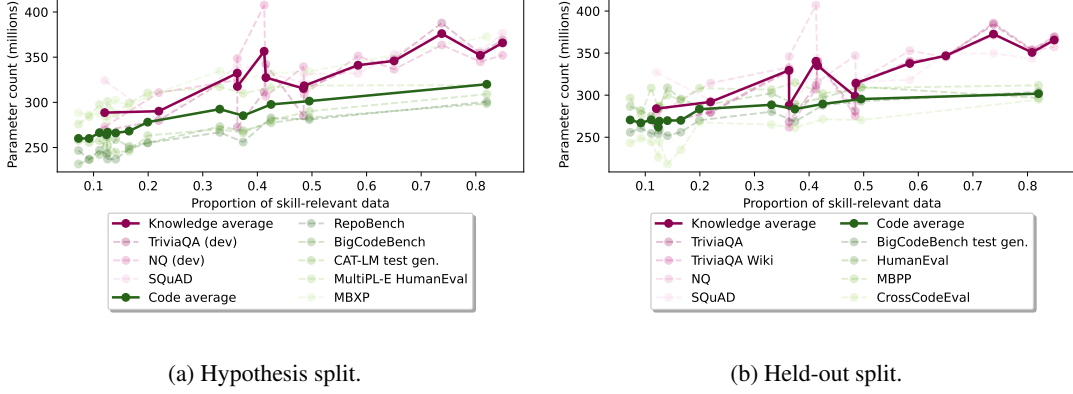 Parameter count (millions)
350
300
250
0.1 0.2 0.3 0.4 0.5 0.6 0.7 0.8
Proportion of skill-relevant data
Knowledge average
TriviaQA (dev)
NQ (dev)
SQuAD
Code average
RepoBench
BigCodeBench
CAT-LM test gen.
MultiPL-E HumanEval
MBXP
(a) Hypothesis split.
Parameter count (millions)
400
350
300
250
0.1 0.2 0.3 0.4 0.5 0.6 0.7 0.8
Proportion of skill-relevant data
Knowledge average
TriviaQA
TriviaQA Wiki
NQ
SQuAD
Code average
BigCodeBench test gen.
HumanEval
MBPP
CrossCodeEval
(b) Held-out split.